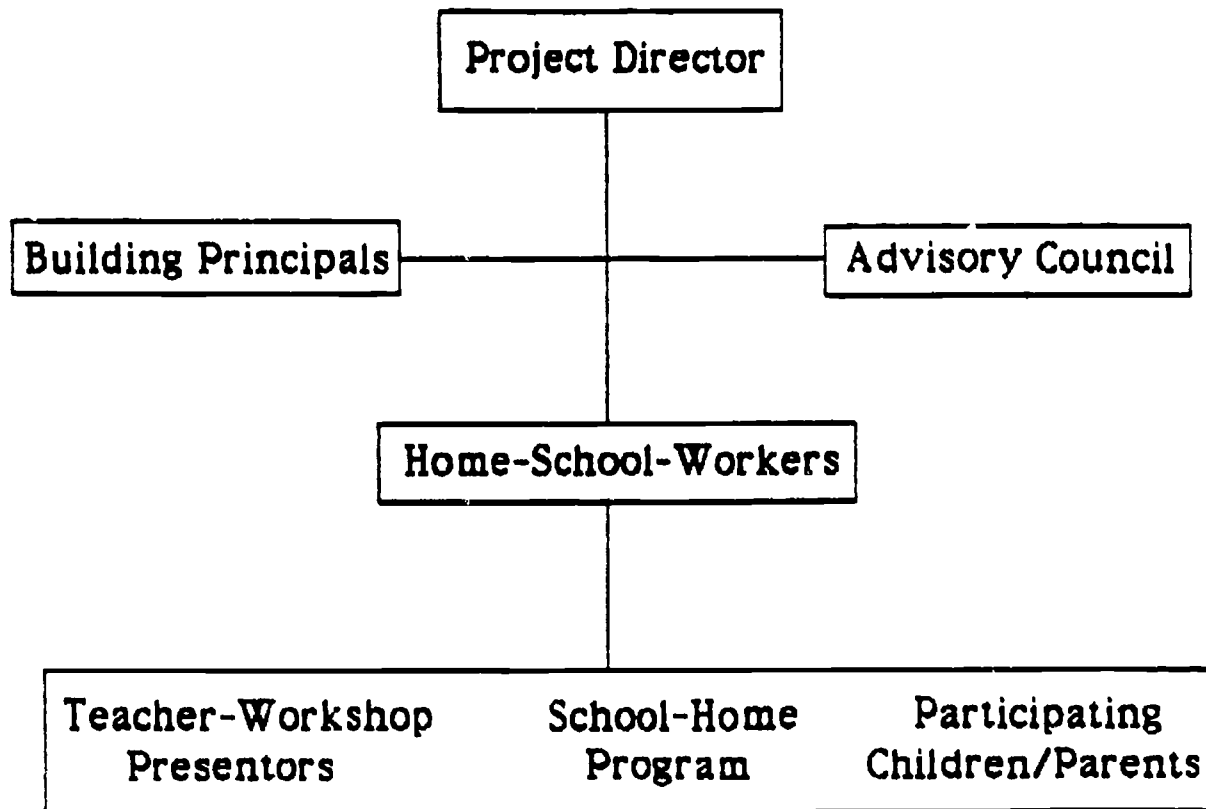 Project Director
Building Principals
Advisory Council
Home-School-Workers
Teacher-Workshop
Presentors
School-Home
Program
Participating
Children/Parents